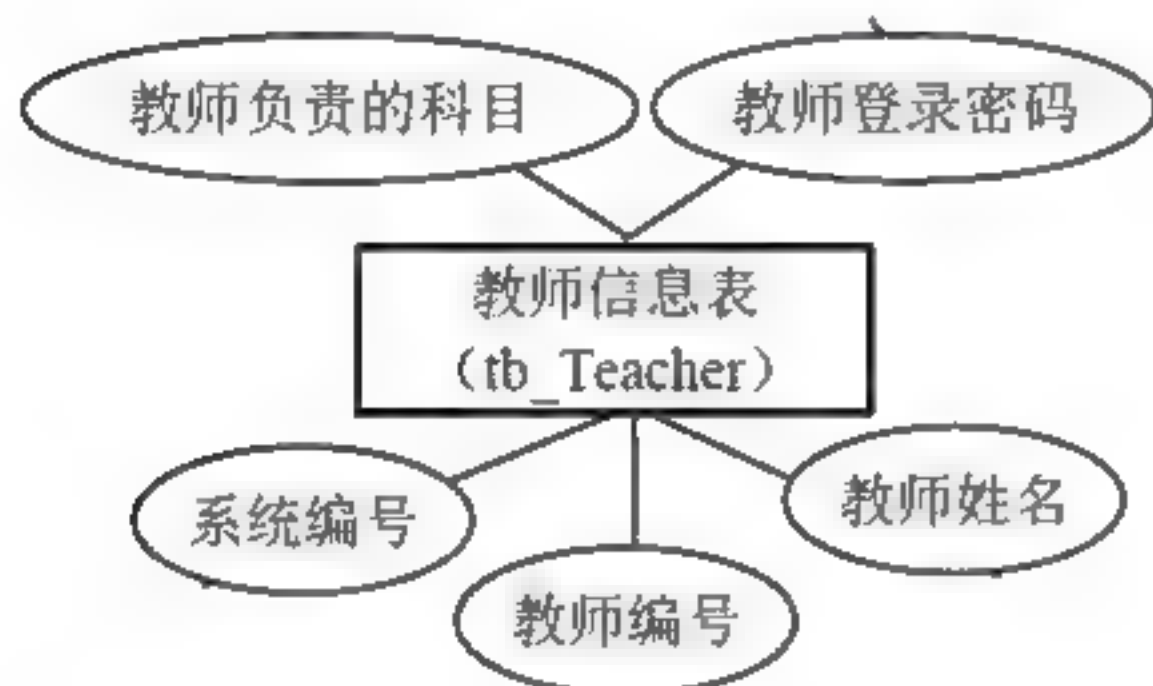 教师负责的科目
教师登录密码
教师信息表
（tb_Teacher）
系统编号
教师姓名
教师编号